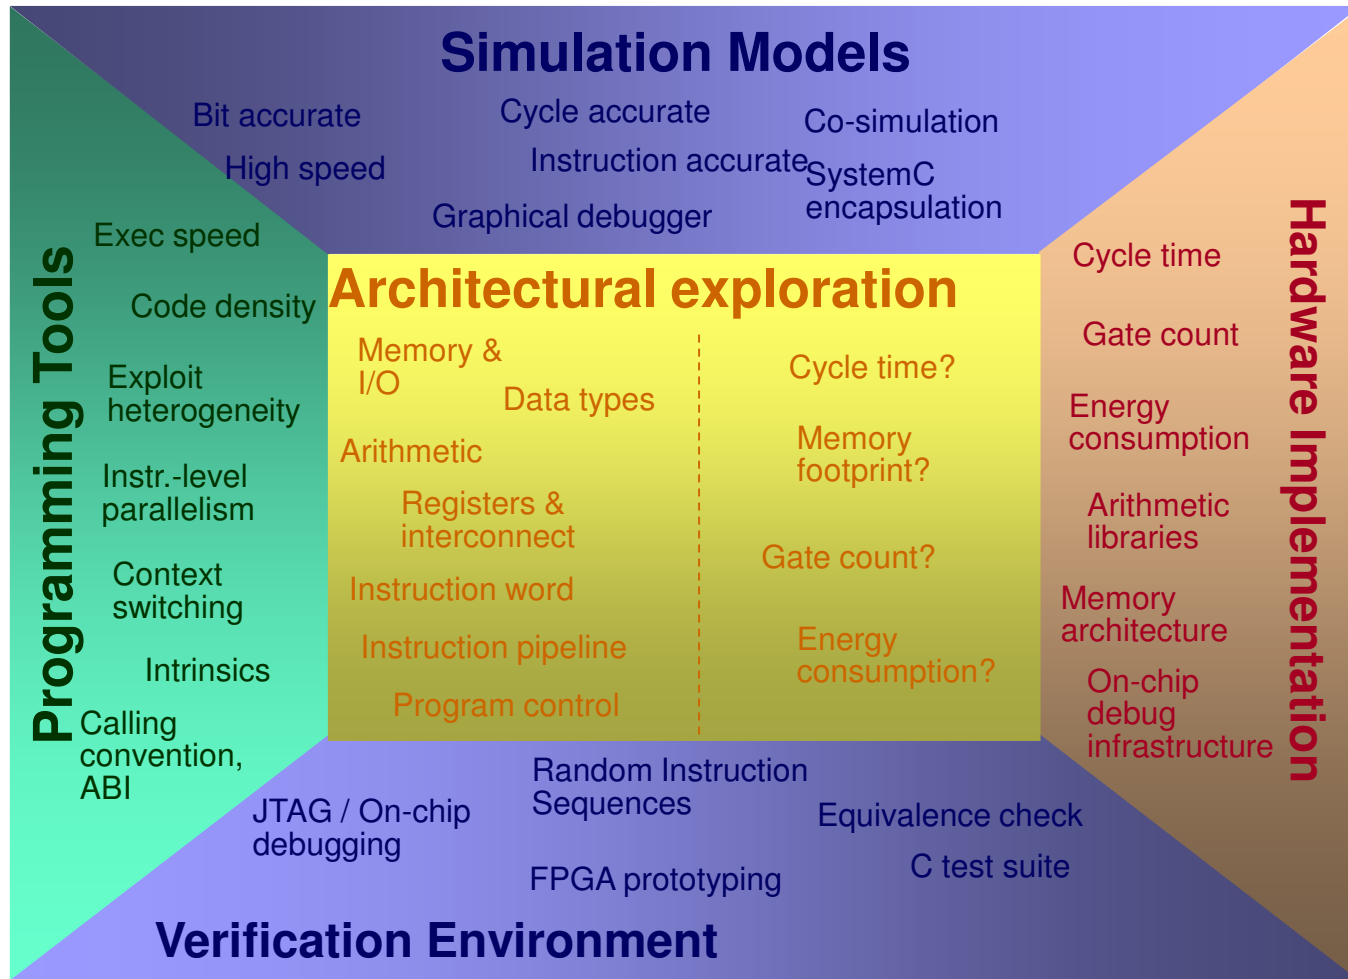 Simulation Models
Bit accurate
Cycle accurate
Co-simulation
High speed
Instruction accurate
SystemC
encapsulation
Graphical debugger
Programming Tools
Exec speed
Code density
Exploit
heterogeneity
Instr.-level
parallelism
Context
switching
Intrinsics
Calling
convention,
ABI
Architectural exploration
Memory &
I/O
Data types
Arithmetic
Registers &
interconnect
Instruction word
Instruction pipeline
Program control
Cycle time?
Memory
footprint?
Gate count?
Energy
consumption?
Hardware Implementation
Cycle time
Gate count
Energy
consumption
Arithmetic
libraries
Memory
architecture
On-chip
debug
infrastructure
JTAG / On-chip
debugging
Random Instruction
Sequences
Equivalence check
FPGA prototyping
C test suite
Verification Environment